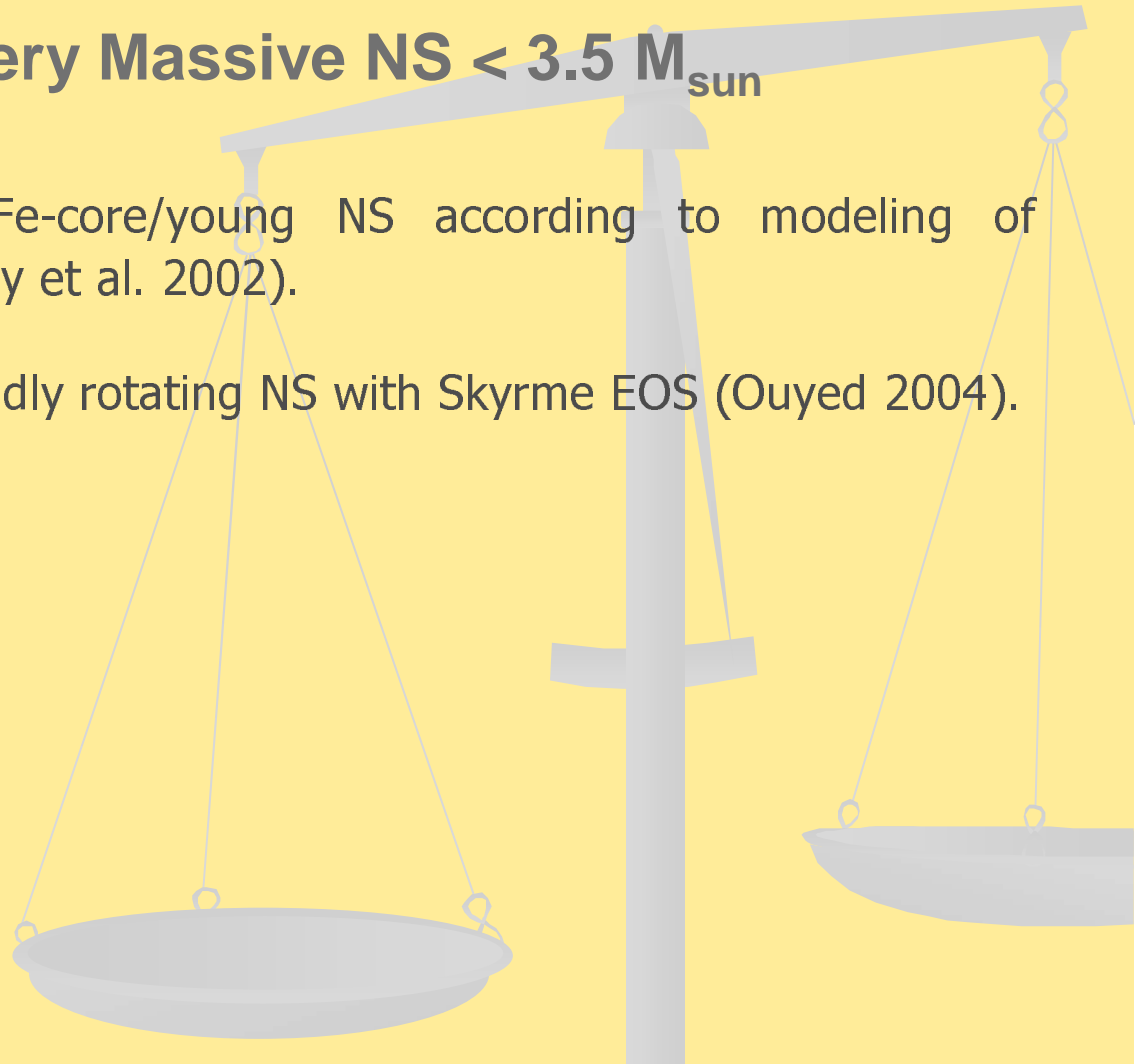 ery Massive NS < 3.5 Msun
Fe-core/young NS according to modeling of
y et al. 2002).
dly rotating NS with Skyrme EOS (Ouyed 2004).